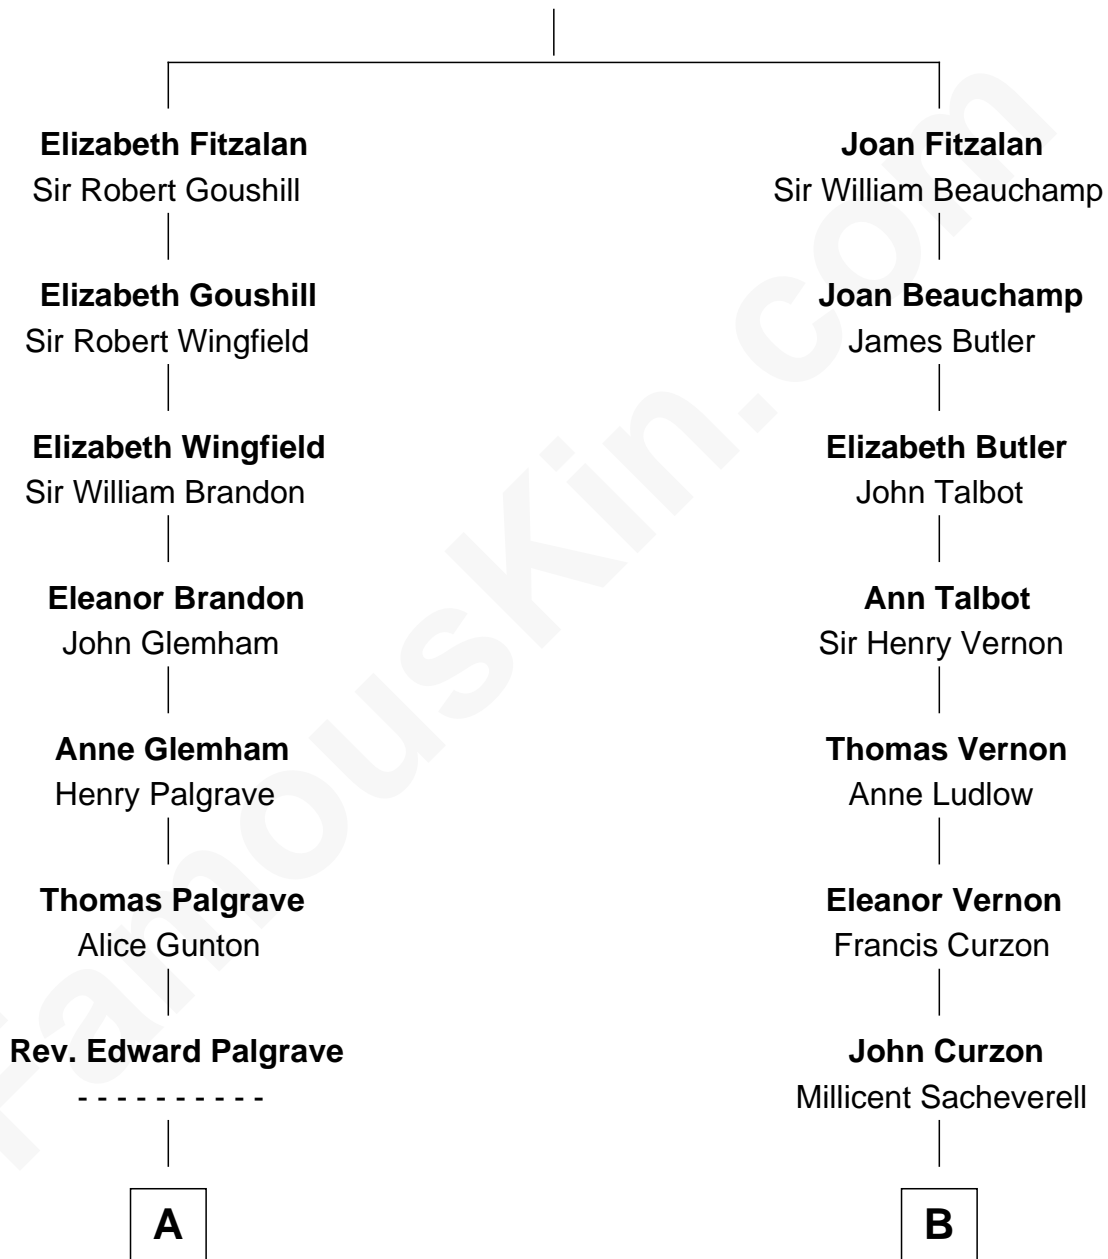 Elizabeth Fitzalan
Sir Robert Goushill
Elizabeth Goushill
Sir Robert Wingfield
Elizabeth Wingfield
Sir William Brandon
Eleanor Brandon
John Glemham
Anne Glemham
Henry Palgrave
Thomas Palgrave
Alice Gunton
Rev. Edward Palgrave
- - - - - - - - - -
A
Joan Fitzalan
Sir William Beauchamp
Joan Beauchamp
James Butler
Elizabeth Butler
John Talbot
Ann Talbot
Sir Henry Vernon
Thomas Vernon
Anne Ludlow
Eleanor Vernon
Francis Curzon
John Curzon
Millicent Sacheverell
B
FamousKin.com